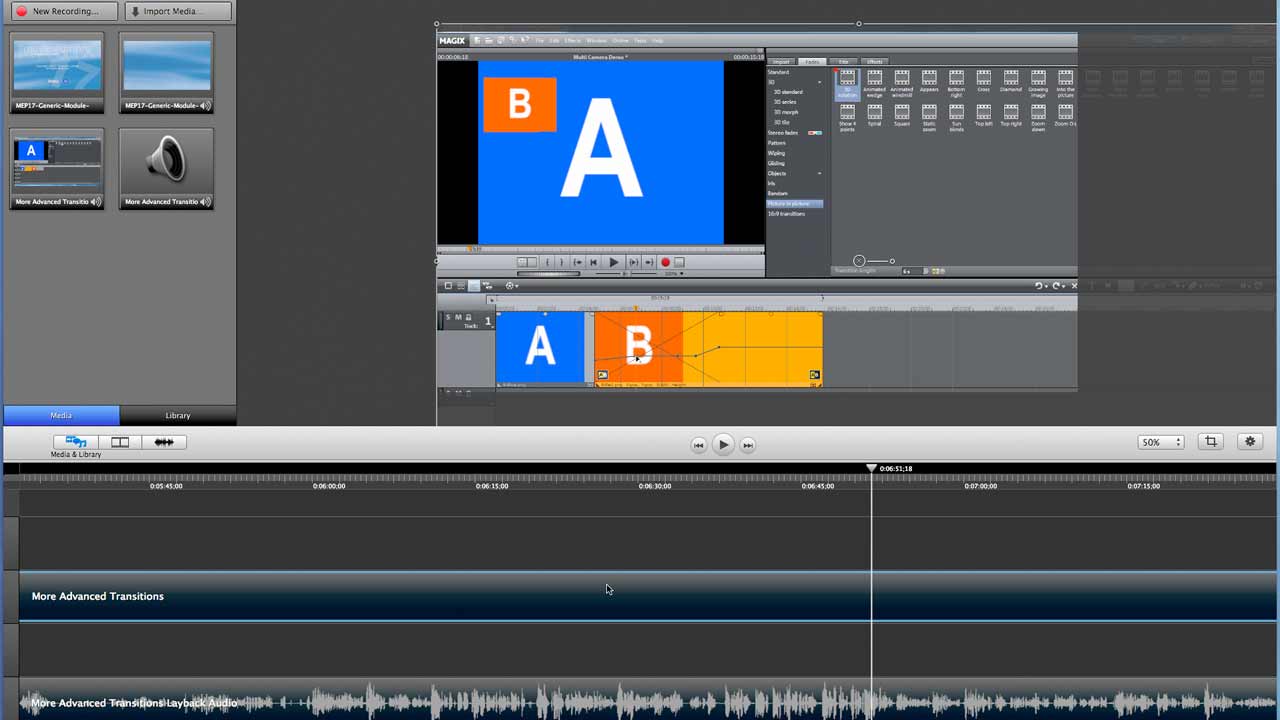 New Recording...
Import Media...
MEP17-Generic-Module-
MEP17-Generic-Module-
A
More Advanced Transitio
More Advanced Transitio
Media
Library
MAGIX
File Edit Effects Window Online Tasks Help
Multi Camera Demo *
Import
Fades
Title
Effects
B
A
Standard
3D
3D standard
3D series
3D morph
3D tile
Stereo fades
Pattern
Wiping
Gliding
Objects
Iris
Random
Picture in picture
16:9 transitions
3D rotation
Animated wedge
Animated windmill
Appears
Bottom right
Cross
Diamond
Growing image
Into the picture
Show 4 points
Spiral
Square
Static zoom
Sun blinds
Top left
Top right
Zoom down
Zoom
Transition length:
S M
Track:
1
A
B
Media & Library
50%
0:06:51;18
0:05:45;00
0:06:00;00
0:06:15;00
0:06:30;00
0:06:45;00
0:07:00;00
0:07:15;00
More Advanced Transitions
More Advanced Transitions Layback Audio